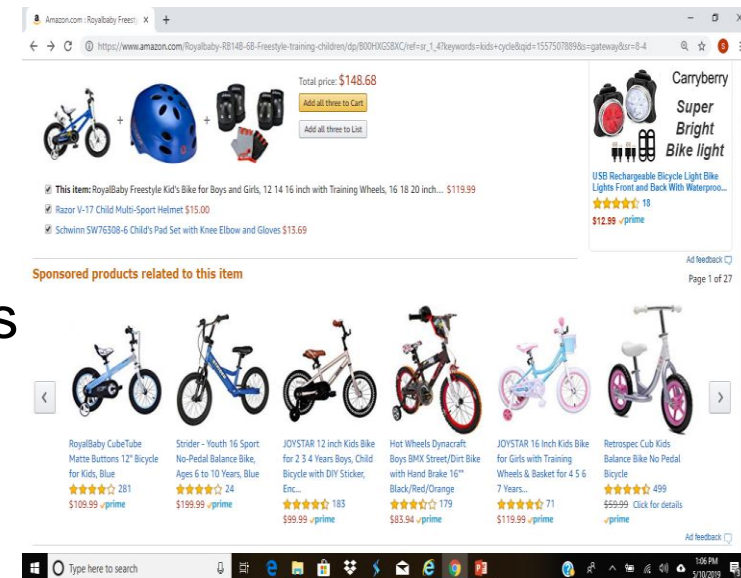 Amazon.com : Royalbaby Freesty
https://www.amazon.com/Royalbaby-RB14B-6B-Freestyle-training-children/dp/B00HXGSBXC/ref=sr_1_4?keywords=kids+cycle&qid=1557507889&s=gateway&sr=8-4
S
Total price: $148.68
Add all three to Cart
Add all three to List
This item: RoyalBaby Freestyle Kid's Bike for Boys and Girls, 12 14 16 inch with Training Wheels, 16 18 20 inch... $119.99
Razor V-17 Child Multi-Sport Helmet $15.00
Schwinn SW76308-6 Child's Pad Set with Knee Elbow and Gloves $13.69
Carryberry
Super
Bright
Bike light
USB Rechargeable Bicycle Light Bike
Lights Front and Back With Waterproo...
18
$12.99 prime
Ad feedback
Sponsored products related to this item
Page 1 of 27
s
RoyalBaby CubeTube
Matte Buttons 12" Bicycle
for Kids, Blue
281
$109.99 prime
Strider - Youth 16 Sport
No-Pedal Balance Bike,
Ages 6 to 10 Years, Blue
24
$199.99 prime
JOYSTAR 12 inch Kids Bike
for 2 3 4 Years Boys, Child
Bicycle with DIY Sticker,
Enc...
183
$99.99 prime
Hot Wheels Dynacraft
Boys BMX Street/Dirt Bike
with Hand Brake 16""
Black/Red/Orange
179
$83.94 prime
JOYSTAR 16 Inch Kids Bike
for Girls with Training
Wheels & Basket for 4 5 6
7 Years...
71
$119.99 prime
Retrospec Cub Kids
Balance Bike No Pedal
Bicycle
499
$59.99 Click for details
prime
Ad feedback
Type here to search
1:06 PM
5/10/2019